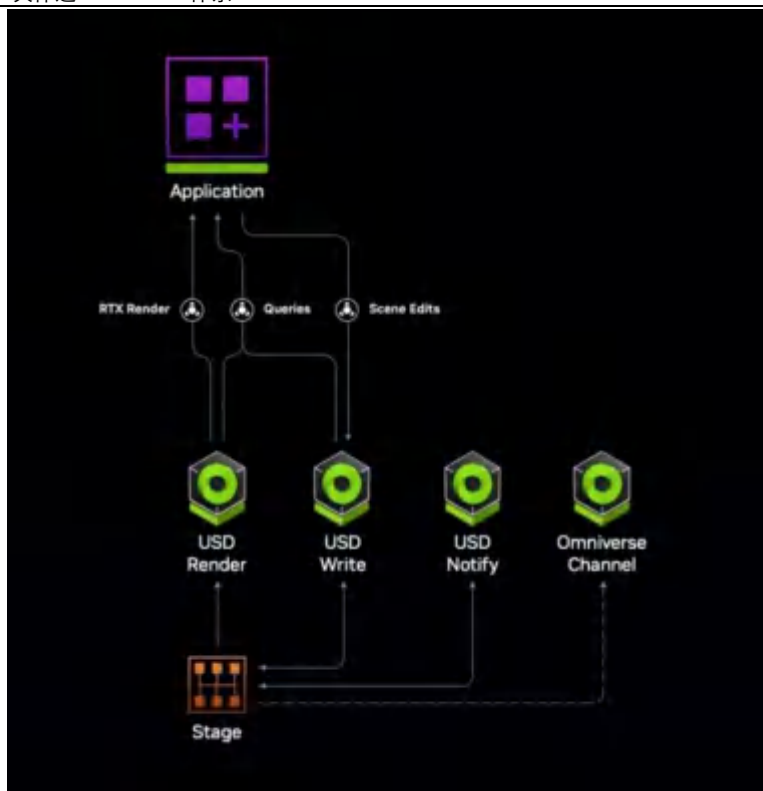 Application
RTX Render
Queries
Scene Edits
USD
Render
USD
Write
USD
Notify
Omniverse
Channel
Stage